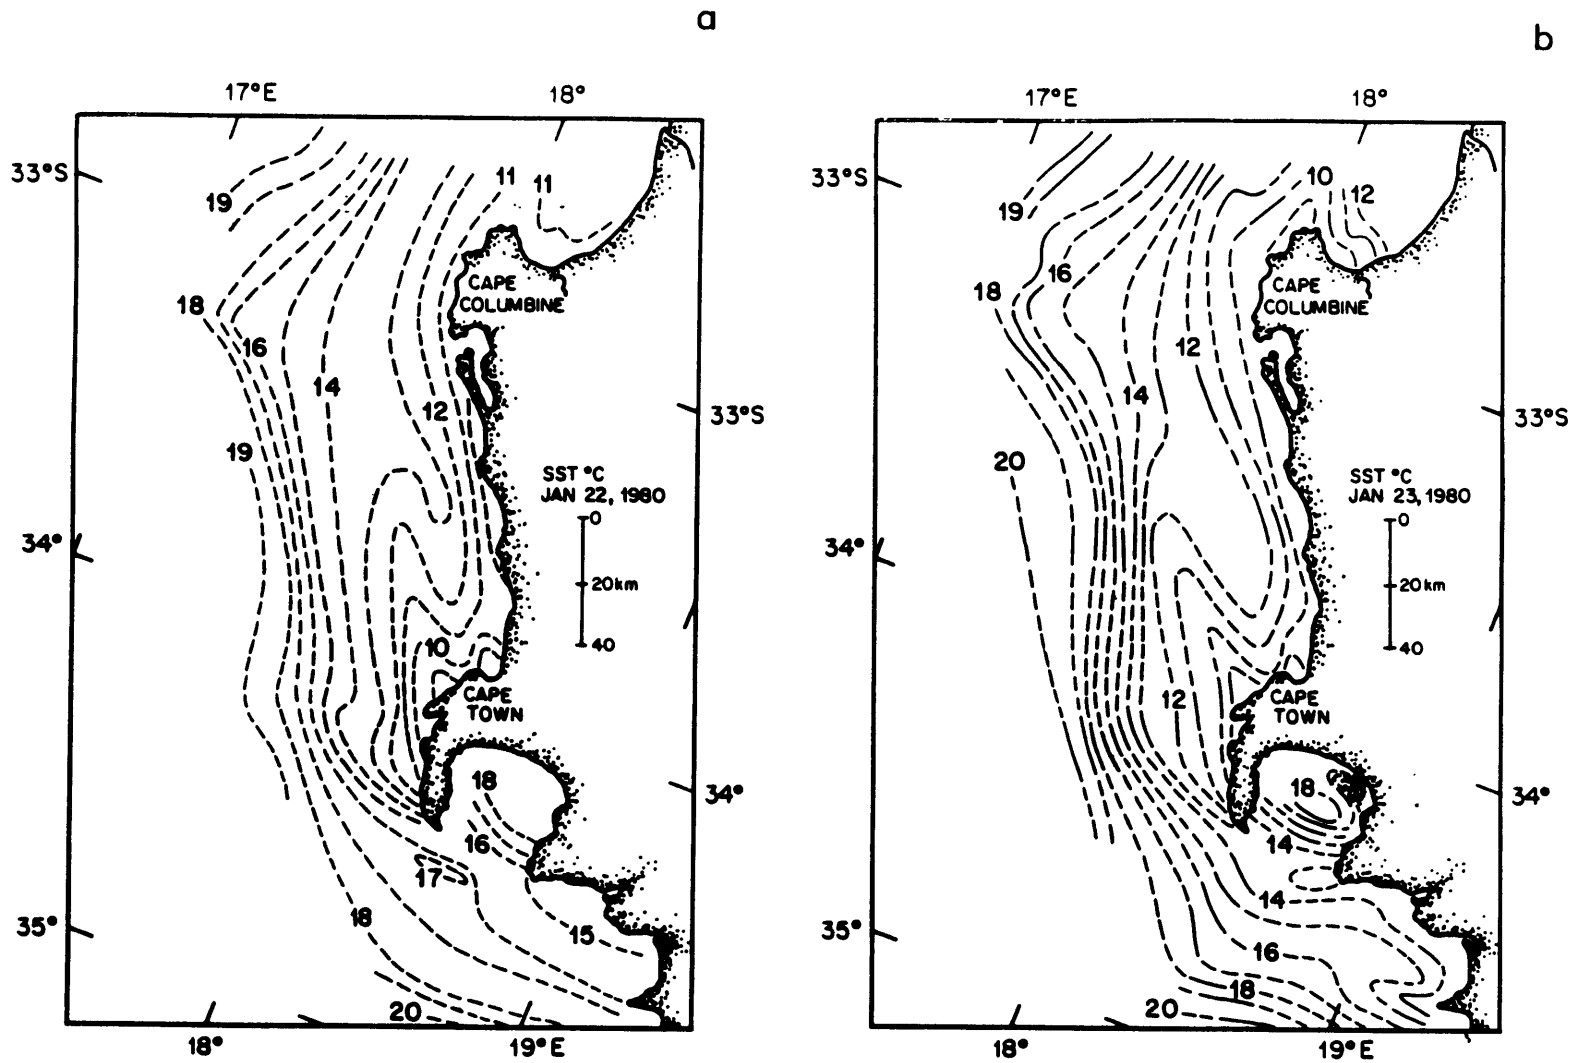 a
17°E 18°
33°S
11 11
19
CAPE
COLUMBINE
18
16
14
12
33°S
19
SST °C
JAN 22, 1980
0
34°
20km
10
40
CAPE
TOWN
18
34°
16
17
18
35°
15
20
18° 19°E
b
17°E 18°
33°S
10
12
19
16
CAPE
COLUMBINE
18
12
14
33°S
20
SST °C
JAN 23, 1980
0
34°
20km
40
12
CAPE
TOWN
18
34°
14
14
35°
16
18
20
18° 19°E